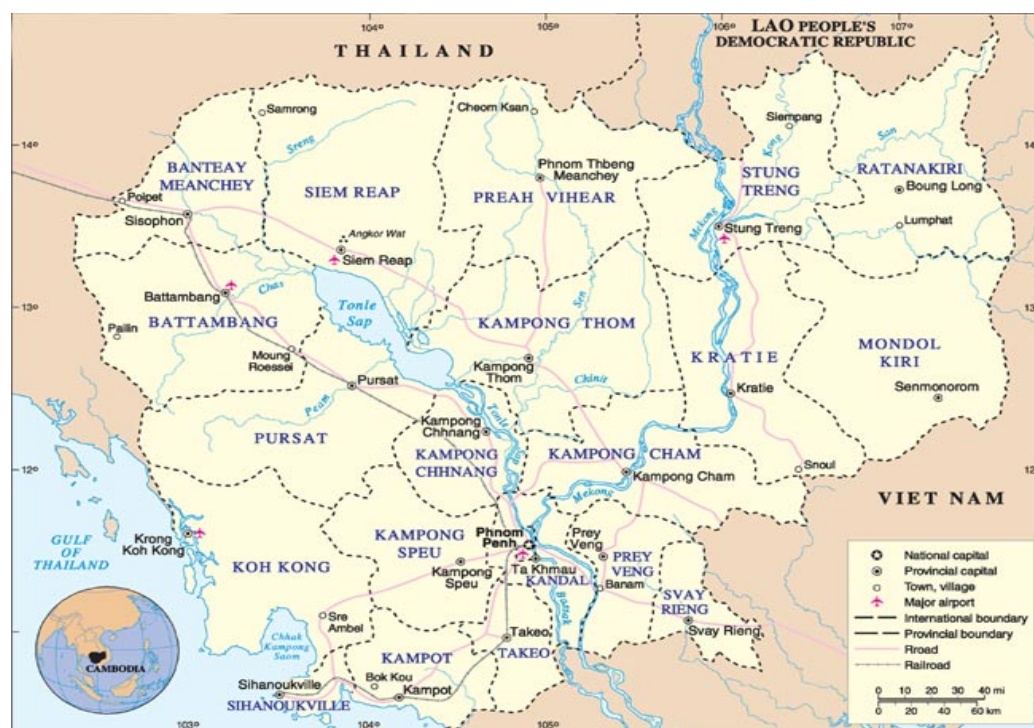 104°
105°
106°
107°
THAILAND
LAO PEOPLE'S
DEMOCRATIC REPUBLIC
Samrong
Cheom Ksan
Siempang
14°
Sreng
Kong
San
BANTEAY
MEANCHEY
SIEM REAP
Phnom Thbeng
Meanchey
PREAH VIHEAR
STUNG
TRENG
RATANAKIRI
Boung Long
Poipet
Sisophon
Mekong
Stung Treng
Lumphat
Angkor Wat
Siem Reap
Battambang
Chas
Tonle
Sap
Sen
13°
BATTAMBANG
KAMPONG THOM
Pailin
Moung
Roessei
Kampong
Thom
KRATIE
MONDOL
KIRI
Pursat
Chinit
Kratie
Senmonorom
Peam
Kampong
Chhnang
Tonle
Sap
PURSAT
KAMPONG
CHHNANG
KAMPONG CHAM
Snoul
12°
12°
Kampong Cham
Mekong
VIET NAM
GULF
OF
THAILAND
Krong
Koh Kong
KAMPONG
SPEU
Phnom
Penh
Prey
Veng
KOH KONG
Kampong
Speu
Ta Khmau
KANDAL
PREY
VENG
Banam
SVAY
RIENG
Bassak
Sre
Ambel
Svay Rieng
Chhak
Kampong
Saom
Takeo
TAKEO
KAMPOT
Bok Kou
Sihanoukville
SIHANOUKVILLE
Kampot
CAMBODIA
103°
104°
105°
National capital
Provincial capital
Town, village
Major airport
International boundary
Provincial boundary
Rroad
Railroad
0 10 20 30 40 mi
0 20 40 60 km